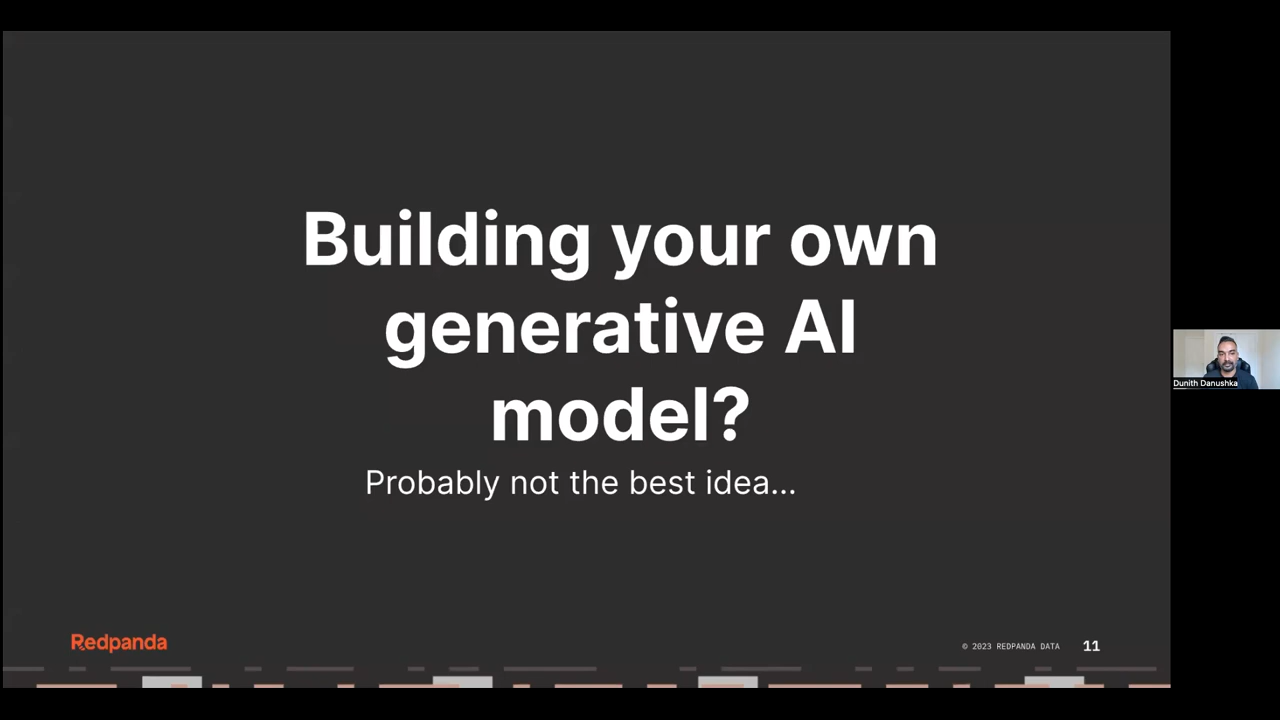 Building your own
generative AI
model?
Probably not the best idea...
Dunith Danushka
Redpanda
© 2023 REDPANDA DATA
11